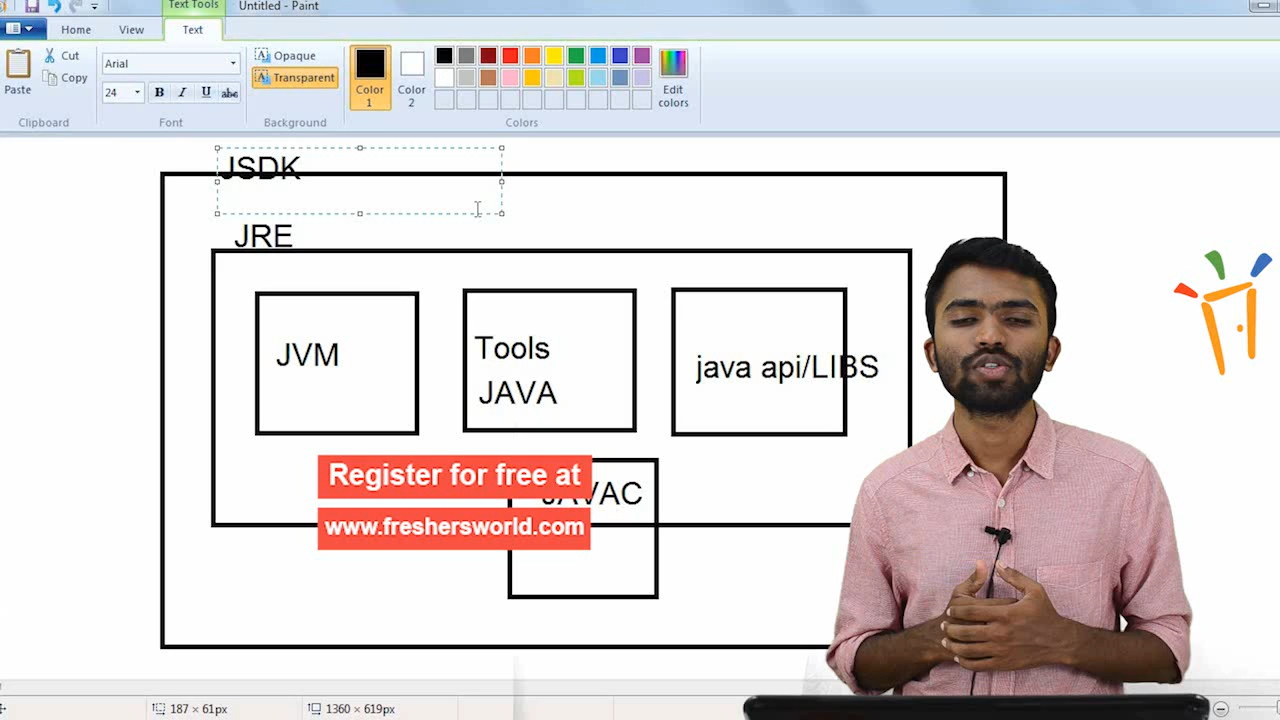 Text Tools
Untitled - Paint
Home
View
Text
Paste
Cut
Copy
Clipboard
Arial
24
B
I
U
abc
Font
Opaque
Transparent
Background
Color
1
Color
2
Edit
colors
Colors
JSDK
JRE
JVM
Tools
JAVA
java api/LIBS
JAVAC
Register for free at
www.freshersworld.com
187 × 61px
1360 × 619px